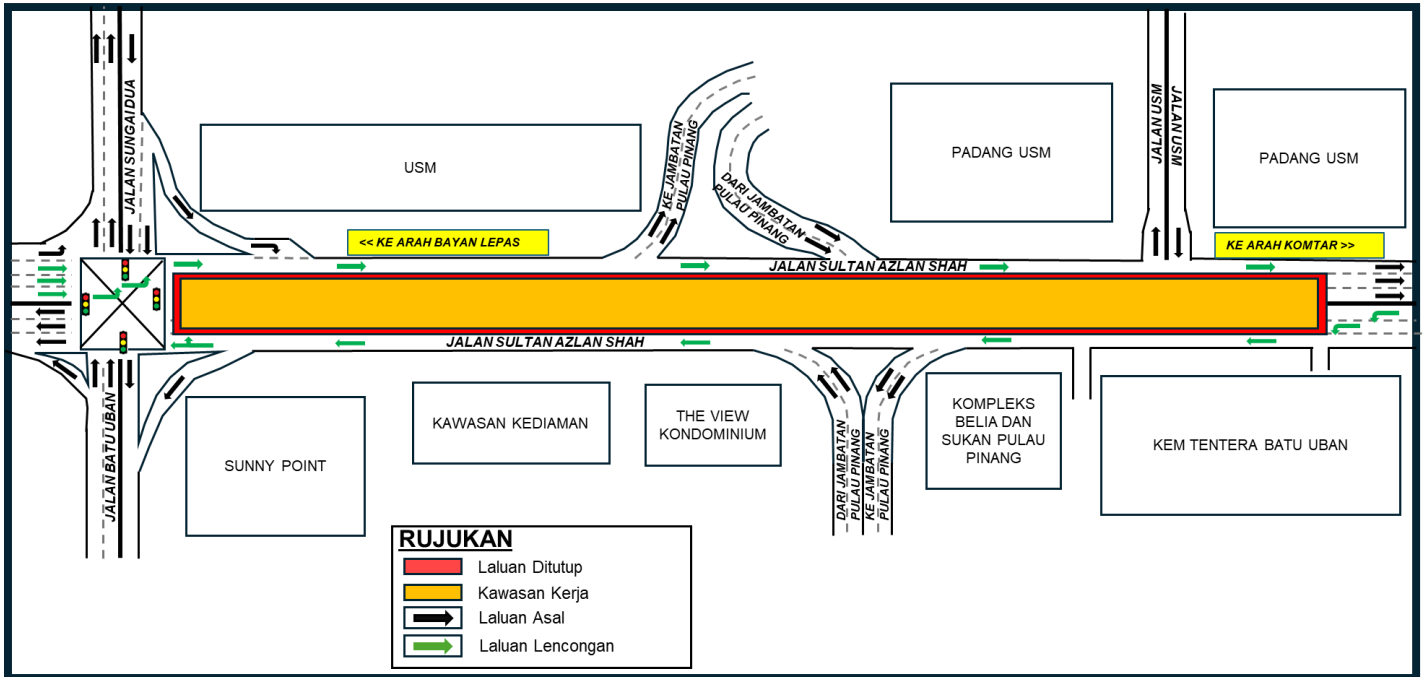 JALAN SUNGAI DUA
USM
<< KE ARAH BAYAN LEPAS
KE JAMBATAN
PULAU PINANG
DARI JAMBATAN
PULAU PINANG
PADANG USM
JALAN USM
JALAN USM
PADANG USM
KE ARAH KOMTAR >>
JALAN SULTAN AZLAN SHAH
JALAN SULTAN AZLAN SHAH
JALAN BATU UBAN
SUNNY POINT
KAWASAN KEDIAMAN
THE VIEW
KONDOMINIUM
DARI JAMBATAN
PULAU PINANG
KE JAMBATAN
PULAU PINANG
KOMPLEKS
BELIA DAN
SUKAN PULAU
PINANG
KEM TENTERA BATU UBAN
RUJUKAN
Laluan Ditutup
Kawasan Kerja
Laluan Asal
Laluan Lencongan